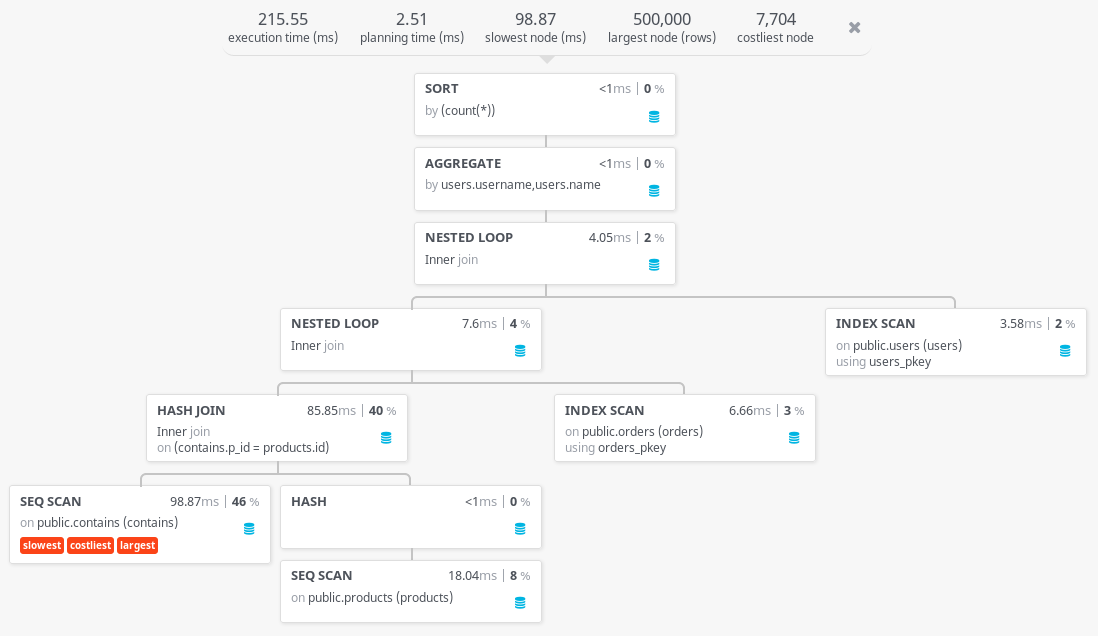 215.55 2.51 98.87 500,000 7,704
execution time (ms) planning time (ms) slowest node (ms) largest node (rows) costliest node
SORT <1ms | 0 %
by (count(*))
AGGREGATE <1ms | 0 %
by users.username,users.name
NESTED LOOP 4.05ms | 2 %
Inner join
NESTED LOOP 7.6ms | 4 %
Inner join
INDEX SCAN 3.58ms | 2 %
on public.users (users)
using users_pkey
HASH JOIN 85.85ms | 40 %
Inner join
on (contains.p_id = products.id)
INDEX SCAN 6.66ms | 3 %
on public.orders (orders)
using orders_pkey
SEQ SCAN 98.87ms | 46 %
on public.contains (contains)
slowest costliest largest
HASH <1ms | 0 %
SEQ SCAN 18.04ms | 8 %
on public.products (products)